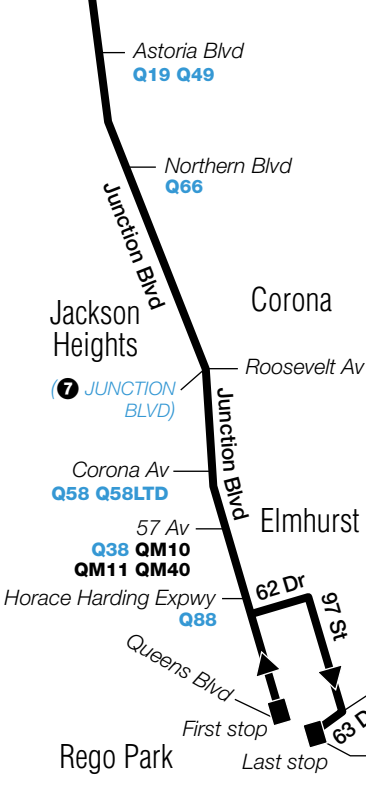 Astoria Blvd
Q19 Q49
Northern Blvd
Q66
Junction Blvd
Corona
Jackson
Heights
Roosevelt Av
(7 JUNCTION
BLVD)
Junction Blvd
Corona Av
Q58 Q58LTD
57 Av
Elmhurst
Q38 QM10
QM11 QM40
Horace Harding Expwy
Q88
62 Dr
97 St
Queens Blvd
First stop
63 D
Rego Park
Last stop